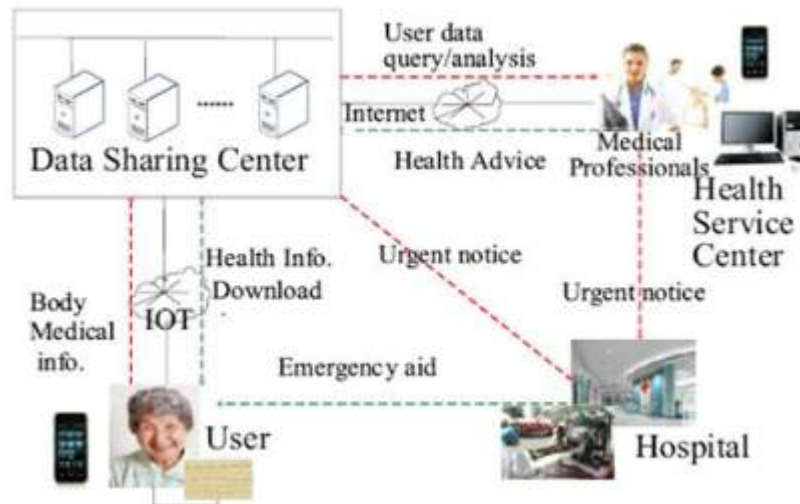 User data
query/analysis
Internet
Data Sharing Center
Health Advice
Medical
Professionals
Health
Service
Center
Health Info.
Download
Urgent notice
Urgent notice
IOT
Body
Medical
info.
Emergency aid
User
Hospital